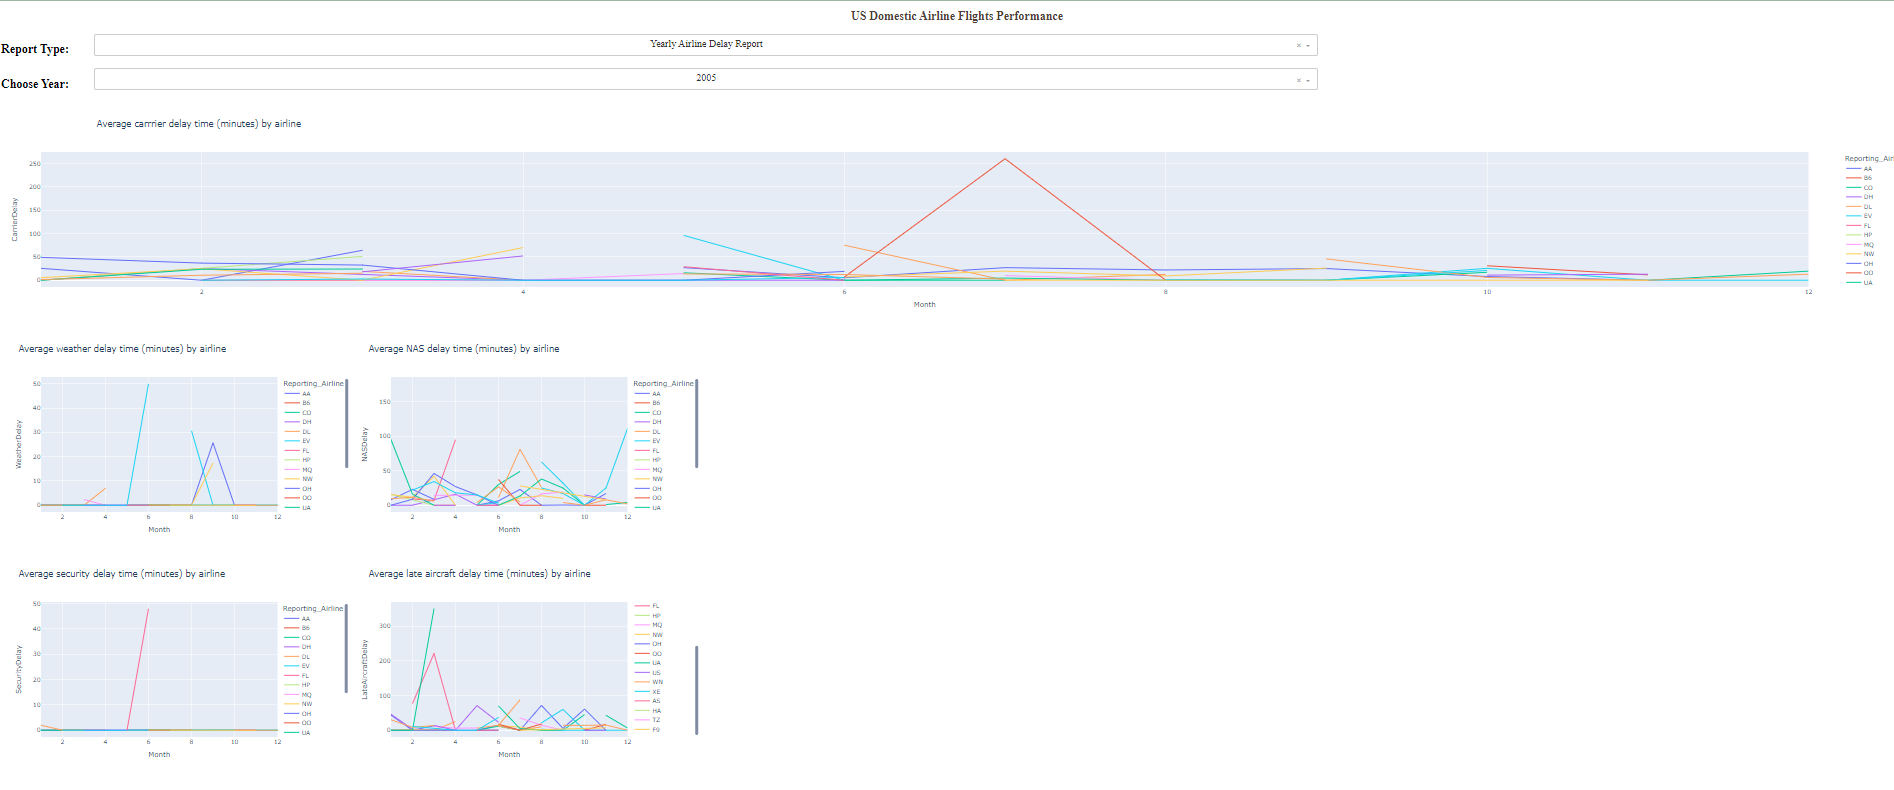 US Domestic Airline Flights Performance
Report Type:
Yearly Airline Delay Report
× 
Choose Year:
2005
× 
Average carrrier delay time (minutes) by airline
CarrierDelay
250
200
150
100
50
0
2
4
6
8
10
12
Month
Reporting_Airl
AA
B6
CO
DH
DL
EV
FL
HP
MQ
NW
OH
OO
UA
Average weather delay time (minutes) by airline
WeatherDelay
50
40
30
20
10
0
2
4
6
8
10
12
Month
Reporting_Airline
AA
B6
CO
DH
DL
EV
FL
HP
MQ
NW
OH
OO
UA
Average NAS delay time (minutes) by airline
NASDelay
150
100
50
0
2
4
6
8
10
12
Month
Reporting_Airline
AA
B6
CO
DH
DL
EV
FL
HP
MQ
NW
OH
OO
UA
Average security delay time (minutes) by airline
SecurityDelay
50
40
30
20
10
0
2
4
6
8
10
12
Month
Reporting_Airline
AA
B6
CO
DH
DL
EV
FL
HP
MQ
NW
OH
OO
UA
Average late aircraft delay time (minutes) by airline
LateAircraftDelay
300
200
100
0
2
4
6
8
10
12
Month
FL
HP
MQ
NW
OH
OO
UA
US
WN
XE
AS
HA
TZ
F9